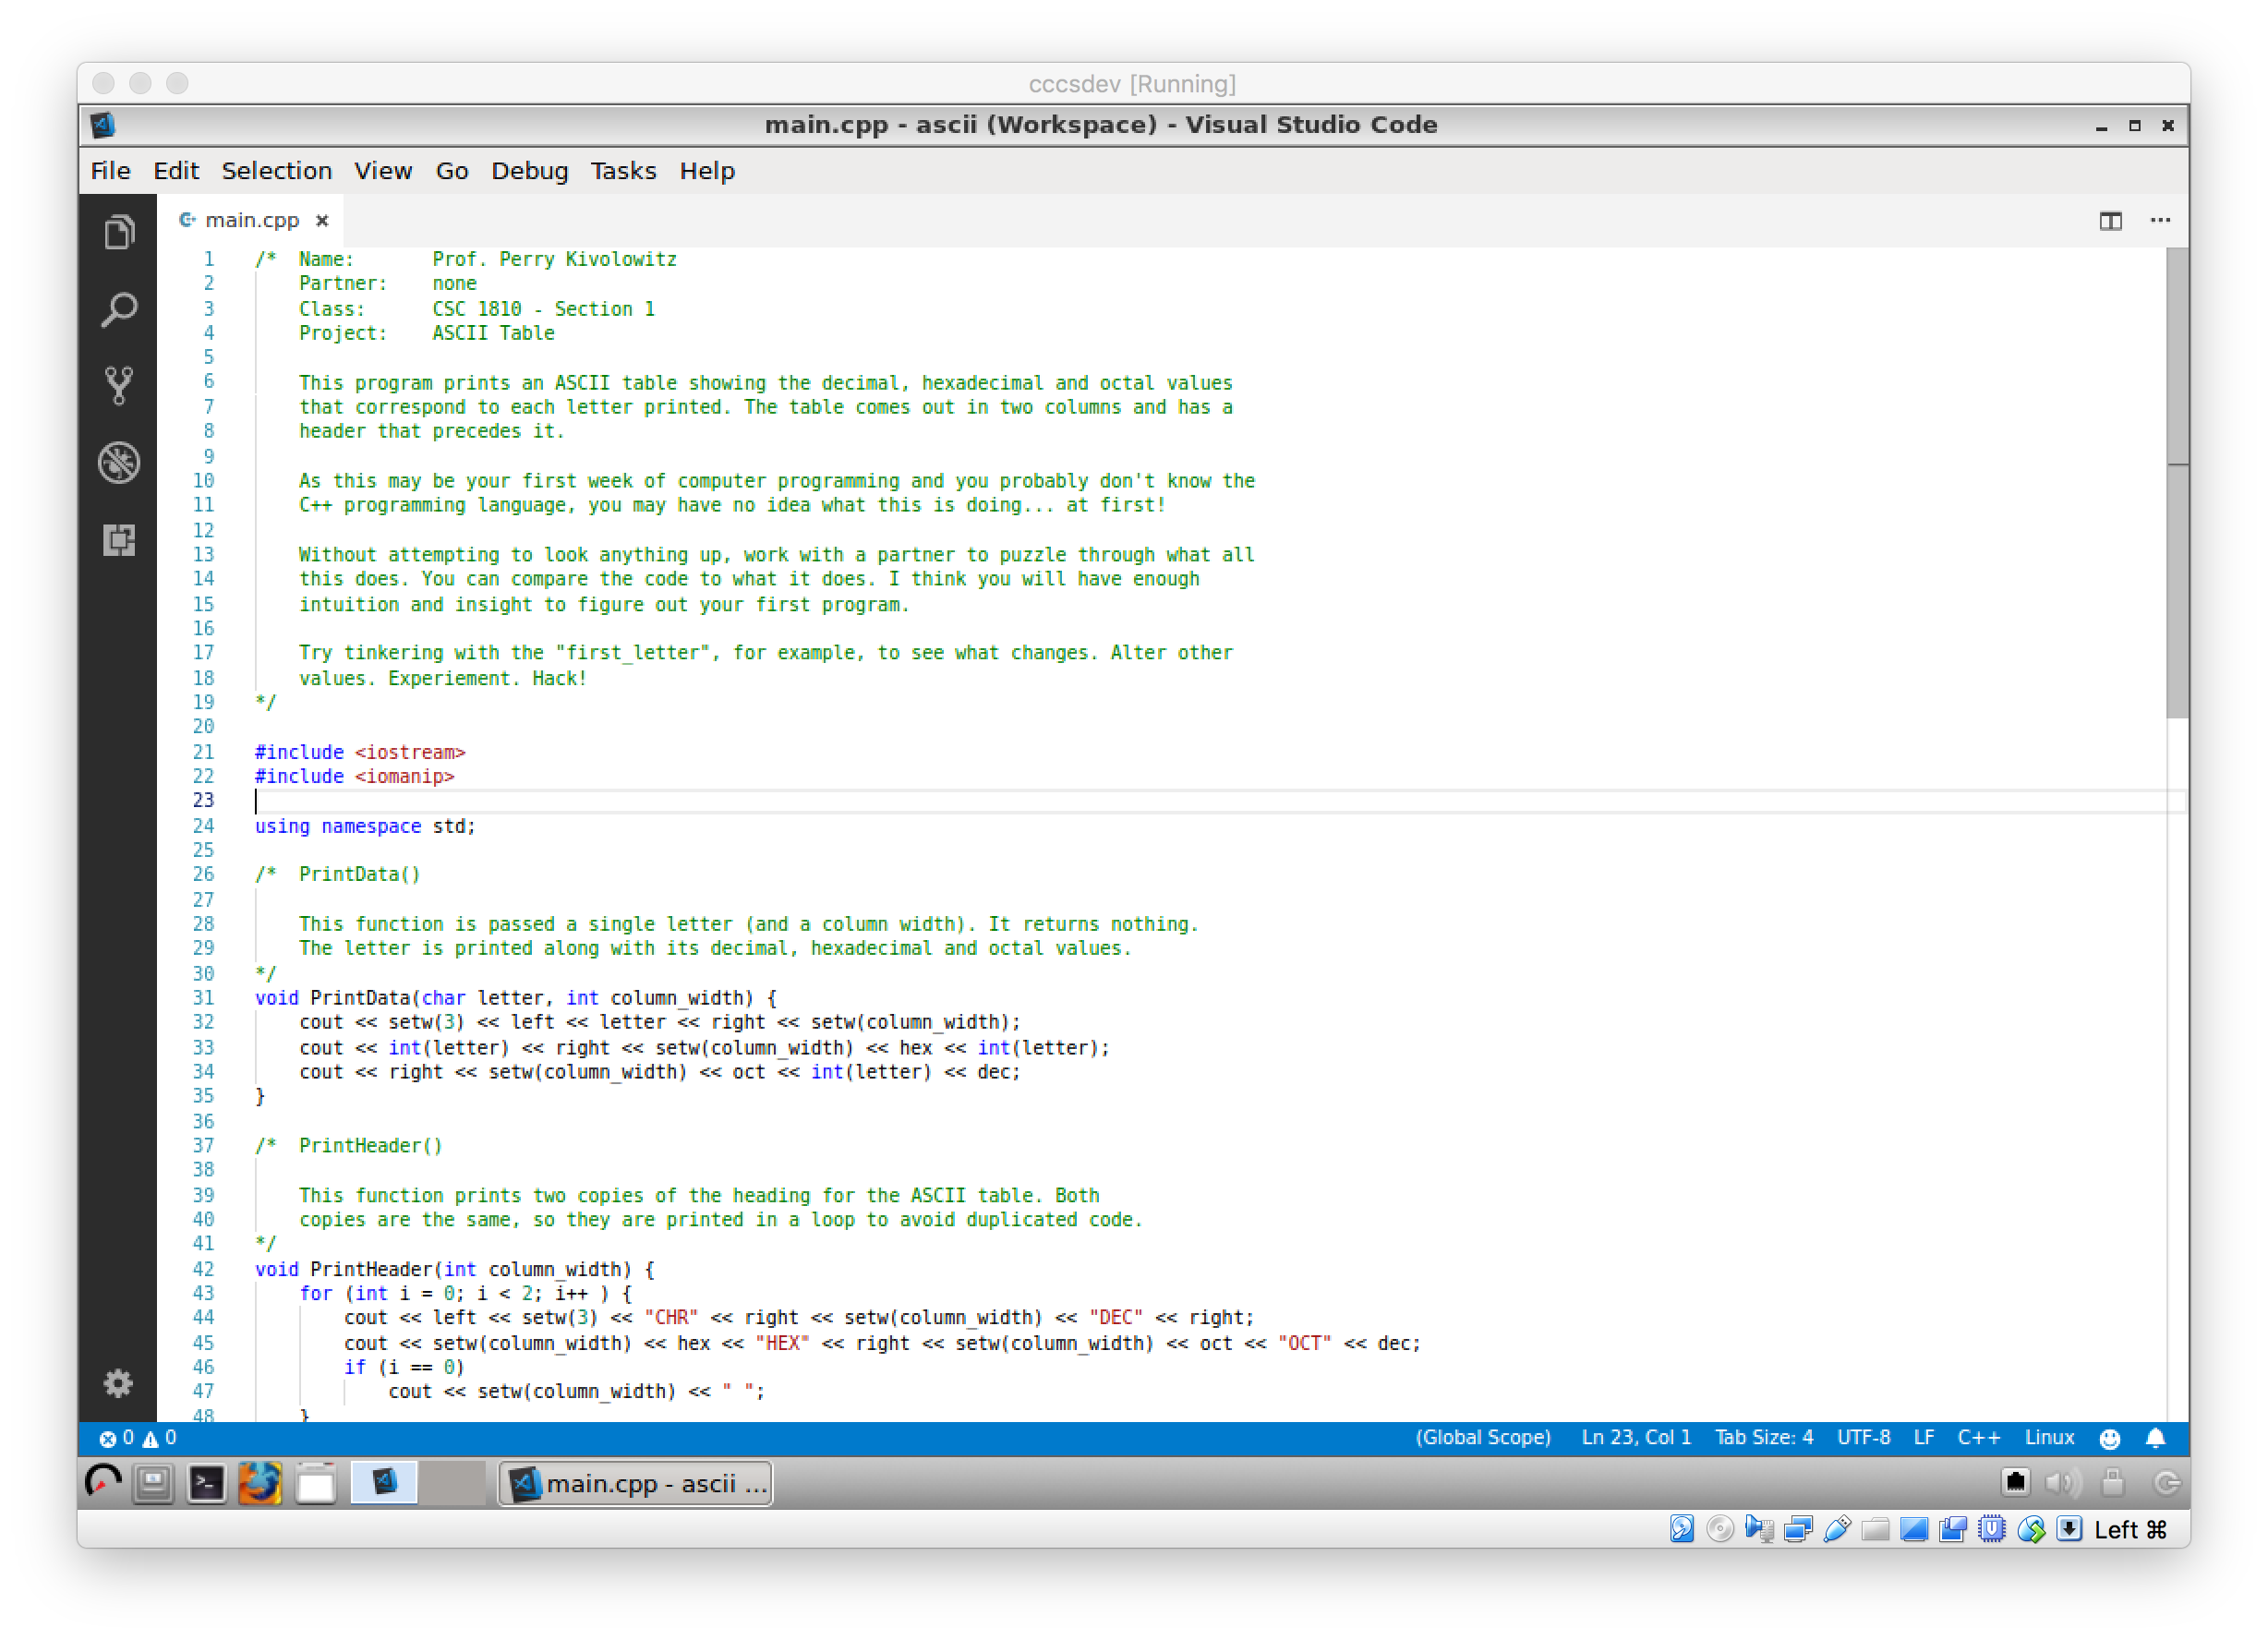 cccsdev [Running]
main.cpp - ascii (Workspace) - Visual Studio Code
File Edit Selection View Go Debug Tasks Help
main.cpp
1 /* Name: Prof. Perry Kivolowitz
2 Partner: none
3 Class: CSC 1810 - Section 1
4 Project: ASCII Table
5
6 This program prints an ASCII table showing the decimal, hexadecimal and octal values
7 that correspond to each letter printed. The table comes out in two columns and has a
8 header that precedes it.
9
10 As this may be your first week of computer programming and you probably don't know the
11 C++ programming language, you may have no idea what this is doing... at first!
12
13 Without attempting to look anything up, work with a partner to puzzle through what all
14 this does. You can compare the code to what it does. I think you will have enough
15 intuition and insight to figure out your first program.
16
17 Try tinkering with the "first_letter", for example, to see what changes. Alter other
18 values. Experiement. Hack!
19 */
20
21 #include <iostream>
22 #include <iomanip>
23
24 using namespace std;
25
26 /* PrintData()
27
28 This function is passed a single letter (and a column width). It returns nothing.
29 The letter is printed along with its decimal, hexadecimal and octal values.
30 */
31 void PrintData(char letter, int column_width) {
32 cout << setw(3) << left << letter << right << setw(column_width);
33 cout << int(letter) << right << setw(column_width) << hex << int(letter);
34 cout << right << setw(column_width) << oct << int(letter) << dec;
35 }
36
37 /* PrintHeader()
38
39 This function prints two copies of the heading for the ASCII table. Both
40 copies are the same, so they are printed in a loop to avoid duplicated code.
41 */
42 void PrintHeader(int column_width) {
43 for (int i = 0; i < 2; i++ ) {
44 cout << left << setw(3) << "CHR" << right << setw(column_width) << "DEC" << right;
45 cout << setw(column_width) << hex << "HEX" << right << setw(column_width) << oct << "OCT" << dec;
46 if (i == 0)
47 cout << setw(column_width) << " ";
48 }
0 0 (Global Scope) Ln 23, Col 1 Tab Size: 4 UTF-8 LF C++ Linux
main.cpp - ascii ...
Left ⌘